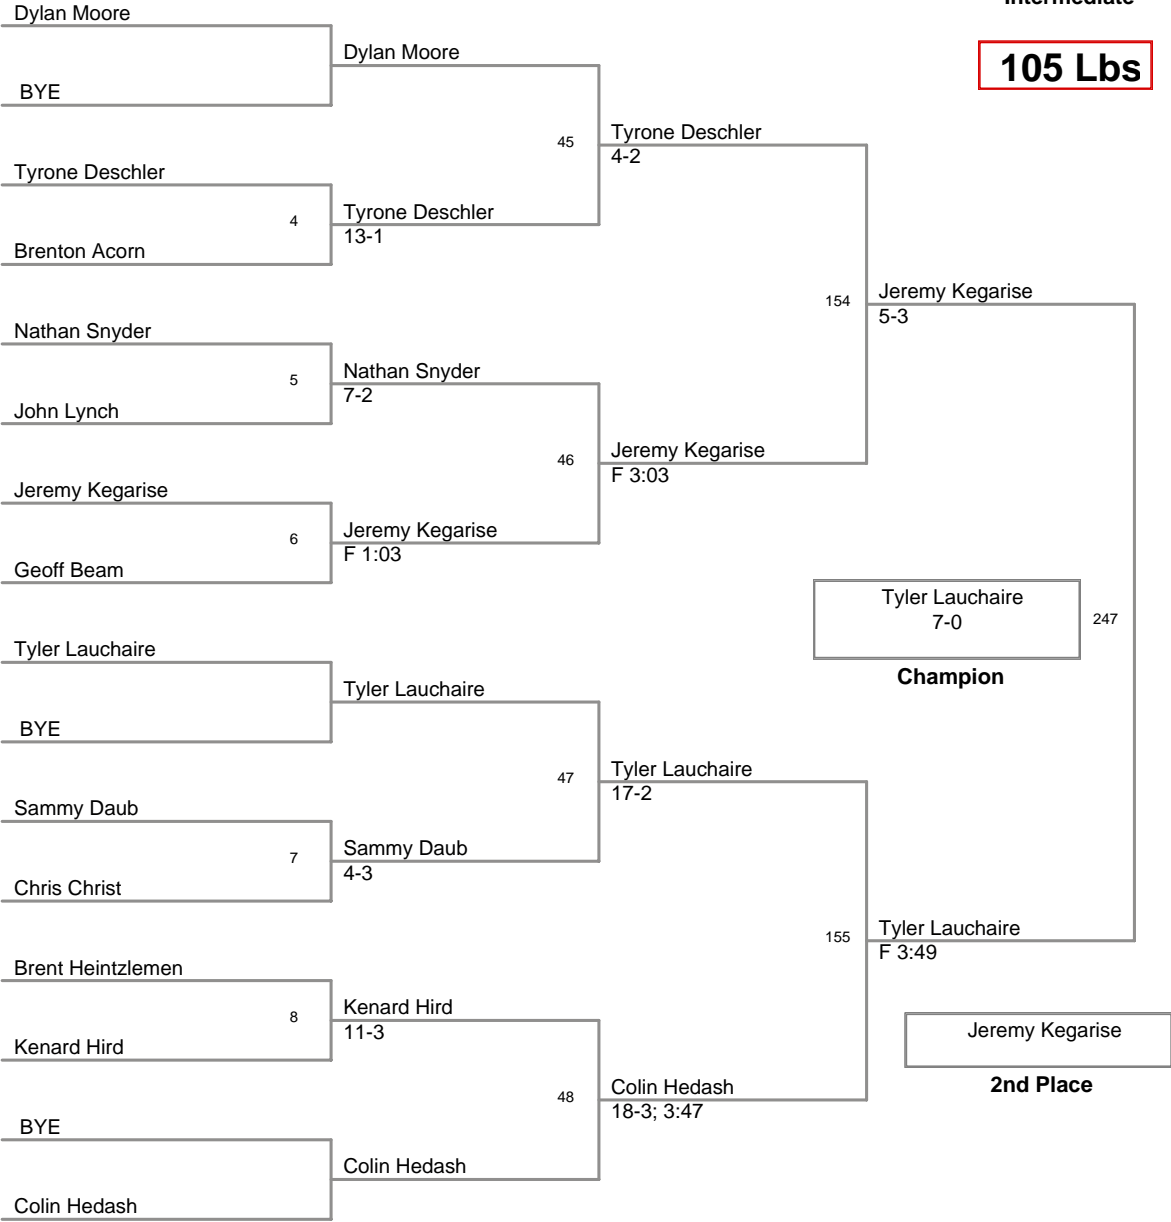 Intermediate
105 Lbs
Dylan Moore
BYE
Dylan Moore
45
Tyrone Deschler
4-2
Tyrone Deschler
4
Brenton Acorn
Tyrone Deschler
13-1
154
Jeremy Kegarise
5-3
Nathan Snyder
5
John Lynch
Nathan Snyder
7-2
46
Jeremy Kegarise
F 3:03
Jeremy Kegarise
6
Geoff Beam
Jeremy Kegarise
F 1:03
Tyler Lauchaire
7-0
247
Champion
Tyler Lauchaire
BYE
Tyler Lauchaire
47
Tyler Lauchaire
17-2
Sammy Daub
7
Chris Christ
Sammy Daub
4-3
155
Tyler Lauchaire
F 3:49
Brent Heintzlemen
8
Kenard Hird
Kenard Hird
11-3
48
Colin Hedash
18-3; 3:47
BYE
Colin Hedash
Colin Hedash
Jeremy Kegarise
2nd Place